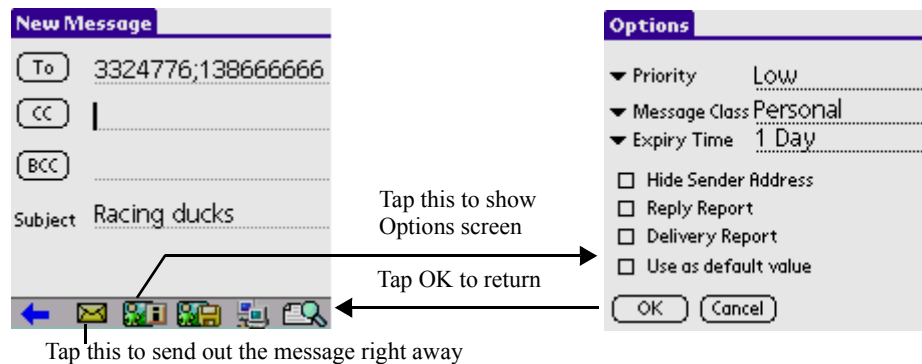 New Message
To 3324776;138666666
CC
BCC
Subject Racing ducks
Tap this to show
Options screen
Tap OK to return
Tap this to send out the message right away
Options
Priority Low
Message Class Personal
Expiry Time 1 Day
Hide Sender Address
Reply Report
Delivery Report
Use as default value
OK Cancel